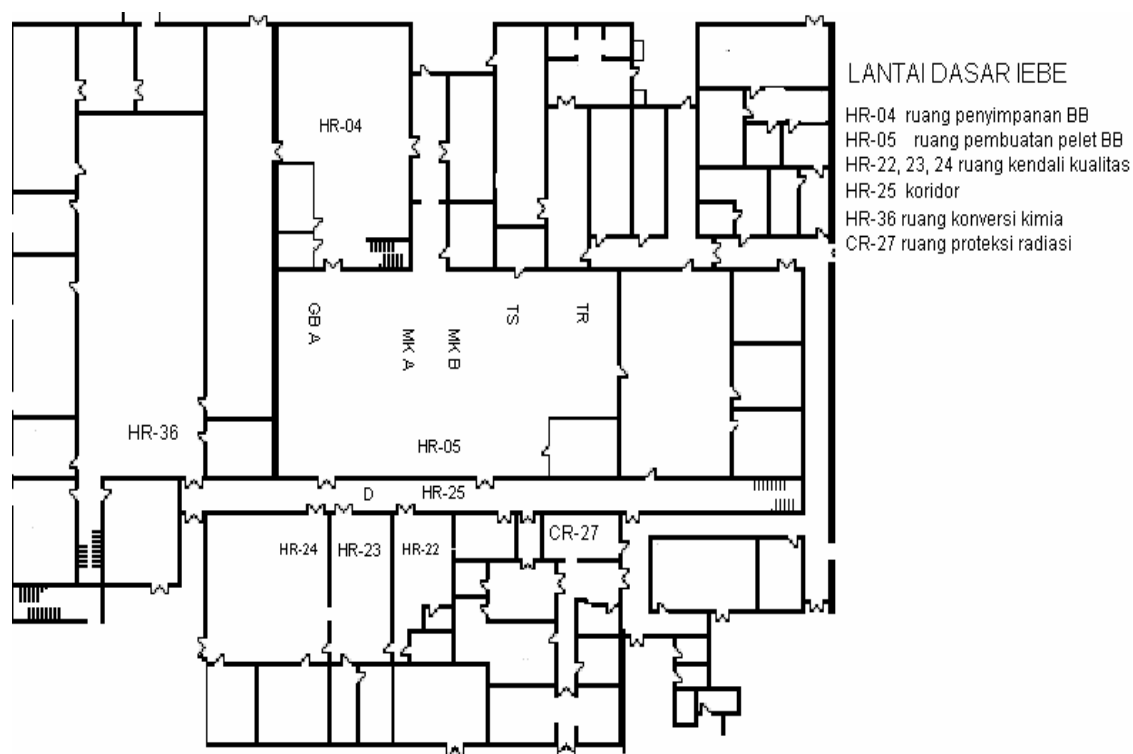 LANTAI DASAR IEBE
HR-04 ruang penyimpanan BB
HR-05 ruang pembuatan pelet BB
HR-22, 23, 24 ruang kendali kualitas
HR-25 koridor
HR-36 ruang konversi kimia
CR-27 ruang proteksi radiasi
HR-04
GB A
MK A
MK B
TS
TR
HR-36
HR-05
D
HR-25
HR-24
HR-23
HR-22
CR-27